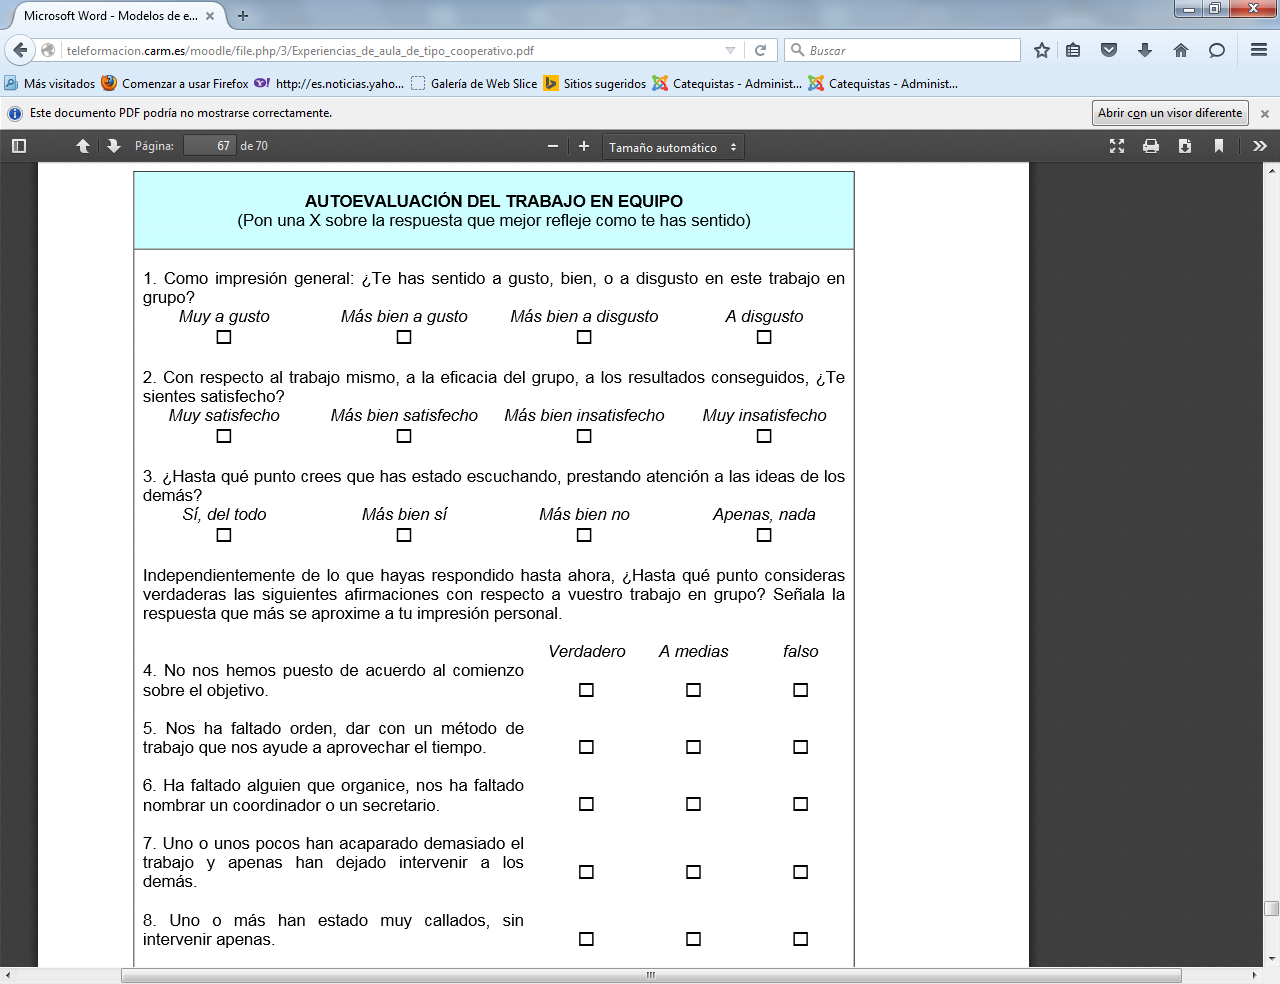 Microsoft Word - Modelos de e...
teleformacion.carm.es/moodle/file.php/3/Experiencias_de_aula_de_tipo_cooperativo.pdf
Buscar
Más visitados Comenzar a usar Firefox http://es.noticias.yaho... Galería de Web Slice Sitios sugeridos Catequistas - Administ... Catequistas - Administ...
Este documento PDF podría no mostrarse correctamente. Abrir con un visor diferente
Página: 67 de 70 Tamaño automático
AUTOEVALUACIÓN DEL TRABAJO EN EQUIPO
(Pon una X sobre la respuesta que mejor refleje como te has sentido)
1. Como impresión general: ¿Te has sentido a gusto, bien, o a disgusto en este trabajo en
grupo?
Muy a gusto Más bien a gusto Más bien a disgusto A disgusto
2. Con respecto al trabajo mismo, a la eficacia del grupo, a los resultados conseguidos, ¿Te
sientes satisfecho?
Muy satisfecho Más bien satisfecho Más bien insatisfecho Muy insatisfecho
3. ¿Hasta qué punto crees que has estado escuchando, prestando atención a las ideas de los
demás?
Sí, del todo Más bien sí Más bien no Apenas, nada
Independientemente de lo que hayas respondido hasta ahora, ¿Hasta qué punto consideras
verdaderas las siguientes afirmaciones con respecto a vuestro trabajo en grupo? Señala la
respuesta que más se aproxime a tu impresión personal.
Verdadero A medias falso
4. No nos hemos puesto de acuerdo al comienzo
sobre el objetivo.
5. Nos ha faltado orden, dar con un método de
trabajo que nos ayude a aprovechar el tiempo.
6. Ha faltado alguien que organice, nos ha faltado
nombrar un coordinador o un secretario.
7. Uno o unos pocos han acaparado demasiado el
trabajo y apenas han dejado intervenir a los
demás.
8. Uno o más han estado muy callados, sin
intervenir apenas.